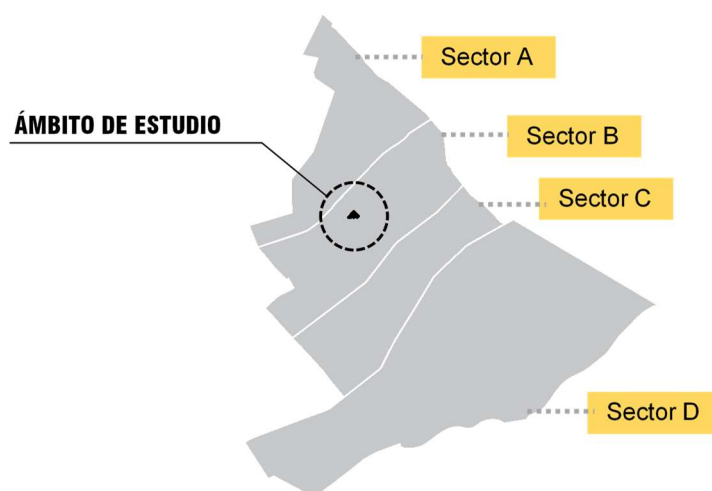 Sector A
ÁMBITO DE ESTUDIO
Sector B
Sector C
Sector D